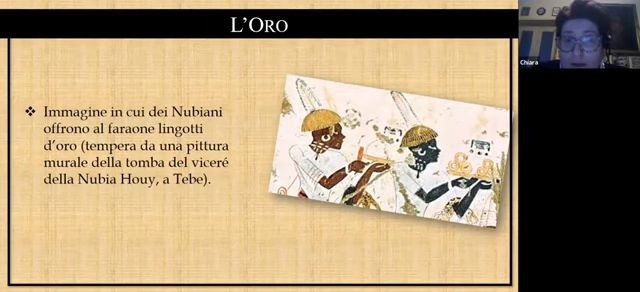 L'Oro
Chiara
❖ Immagine in cui dei Nubiani
offrono al faraone lingotti
d'oro (tempera da una pittura
murale della tomba del viceré
della Nubia Houy, a Tebe).